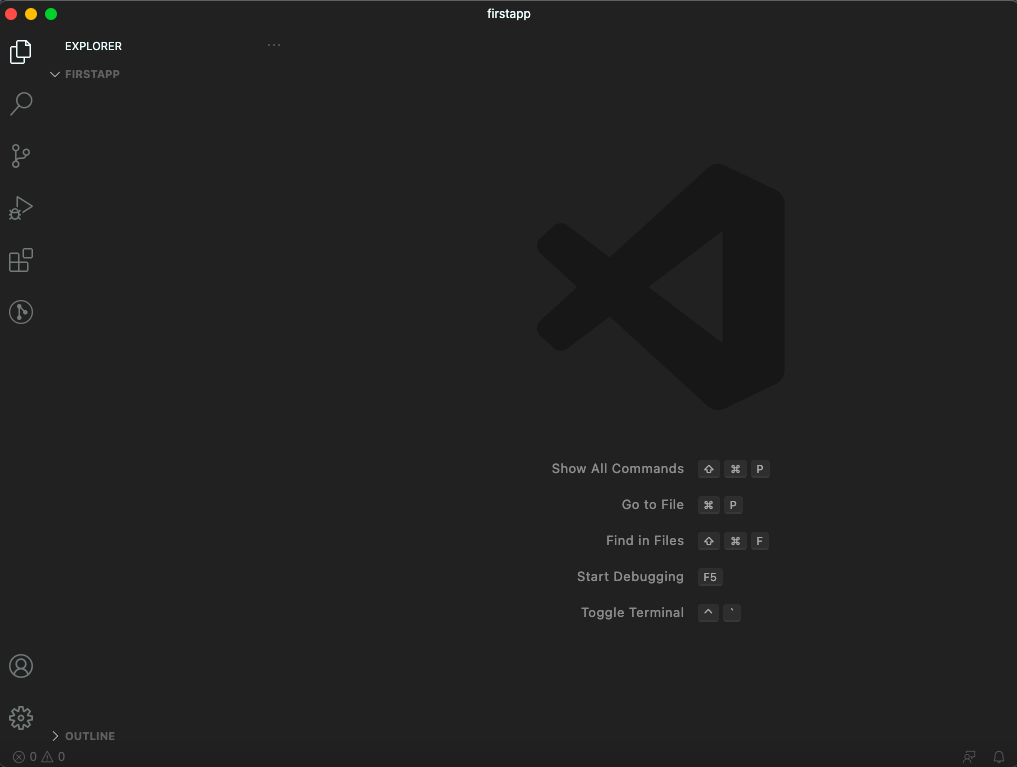 firstapp
EXPLORER ...
FIRSTAPP
Show All Commands ⇧ ⌘ P
Go to File ⌘ P
Find in Files ⇧ ⌘ F
Start Debugging F5
Toggle Terminal ^ `
OUTLINE
0 0